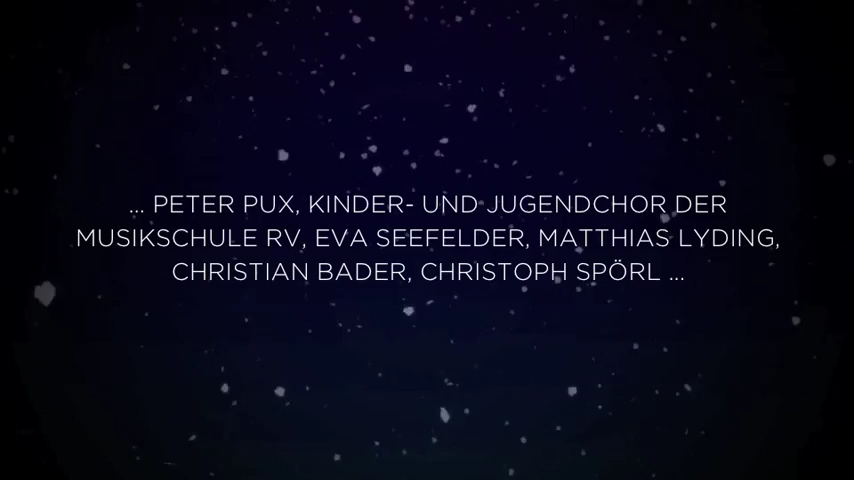 ... PETER PUX, KINDER- UND JUGENDCHOR DER
MUSIKSCHULE RV, EVA SEEFELDER, MATTHIAS LYDING,
CHRISTIAN BADER, CHRISTOPH SPÖRL ...